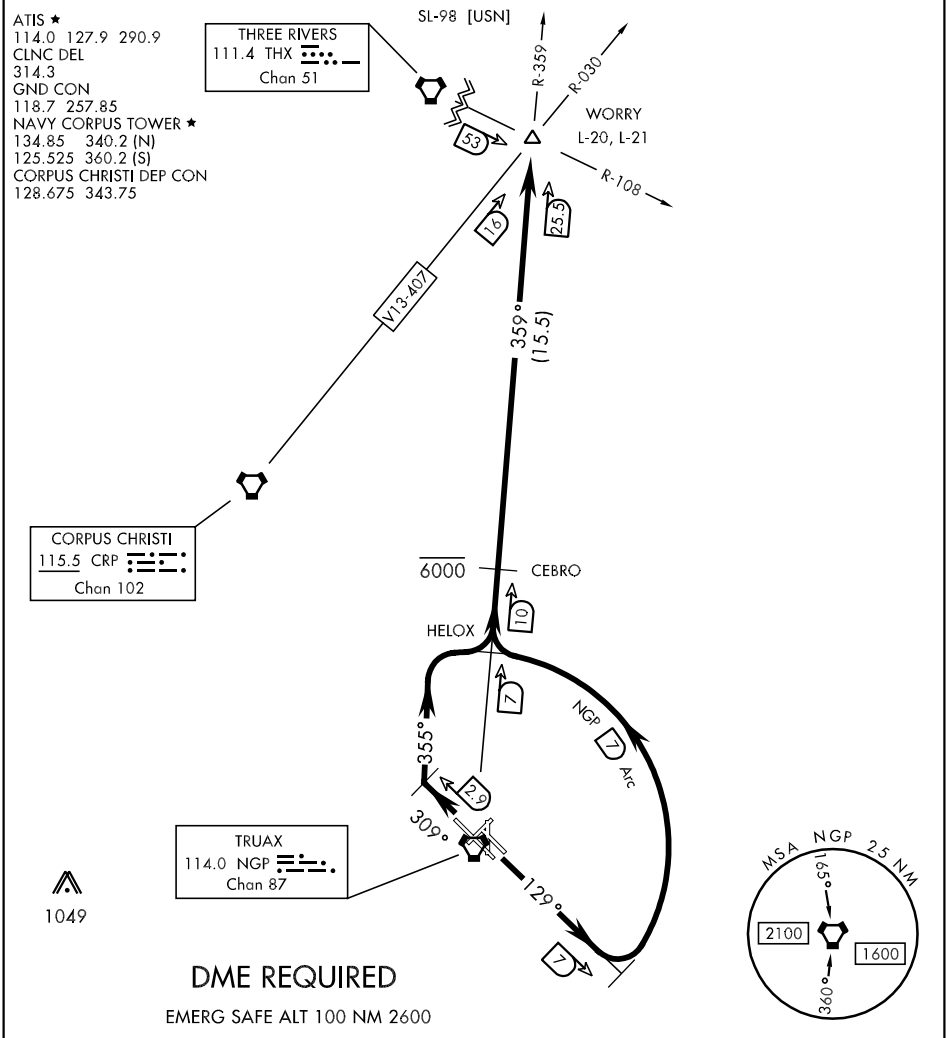 SL-98 [USN]
ATIS ★
114.0 127.9 290.9
CLNC DEL
314.3
GND CON
118.7 257.85
NAVY CORPUS TOWER ★
134.85 340.2 (N)
125.525 360.2 (S)
CORPUS CHRISTI DEP CON
128.675 343.75
THREE RIVERS
111.4 THX
Chan 51
R-359
R-030
WORRY
L-20, L-21
53
R-108
16
25.5
V13-407
359°
(15.5)
CORPUS CHRISTI
115.5 CRP
Chan 102
6000
CEBRO
10
HELOX
7
NGP 7 Arc
355°
2.9
309°
TRUAX
114.0 NGP
Chan 87
129°
7
1049
MSA NGP 25 NM
165°
2100
1600
360°
DME REQUIRED
EMERG SAFE ALT 100 NM 2600